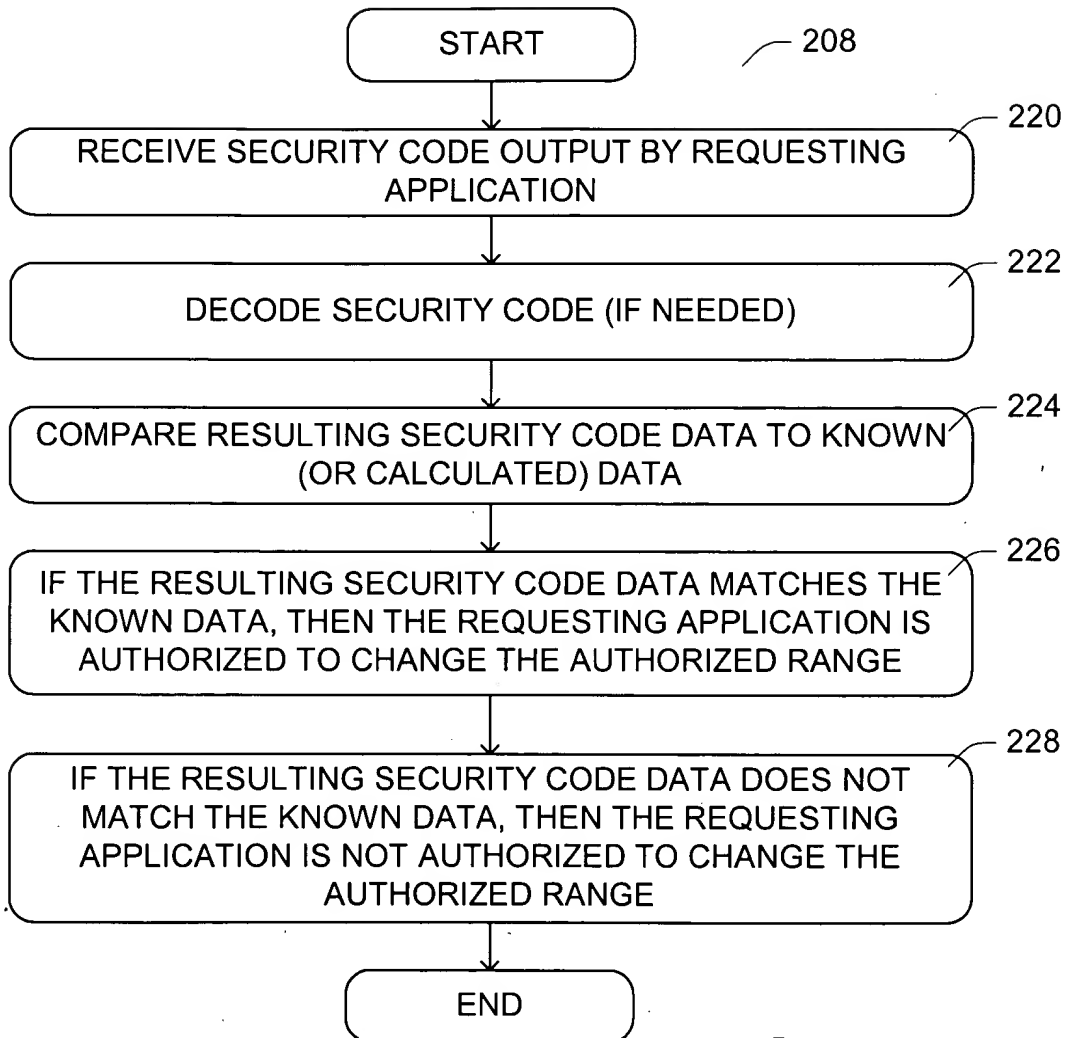 START
208
220
RECEIVE SECURITY CODE OUTPUT BY REQUESTING
APPLICATION
222
DECODE SECURITY CODE (IF NEEDED)
224
COMPARE RESULTING SECURITY CODE DATA TO KNOWN
(OR CALCULATED) DATA
226
IF THE RESULTING SECURITY CODE DATA MATCHES THE
KNOWN DATA, THEN THE REQUESTING APPLICATION IS
AUTHORIZED TO CHANGE THE AUTHORIZED RANGE
228
IF THE RESULTING SECURITY CODE DATA DOES NOT
MATCH THE KNOWN DATA, THEN THE REQUESTING
APPLICATION IS NOT AUTHORIZED TO CHANGE THE
AUTHORIZED RANGE
END